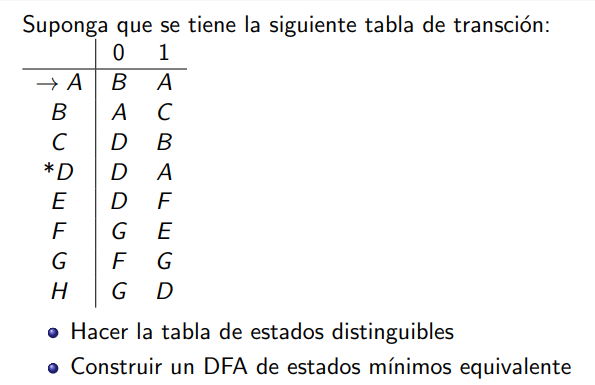 Suponga que se tiene la siguiente tabla de transción:
0 1
→ A B A
B A C
C D B
*D D A
E D F
F G E
G F G
H G D
Hacer la tabla de estados distinguibles
Construir un DFA de estados mínimos equivalente